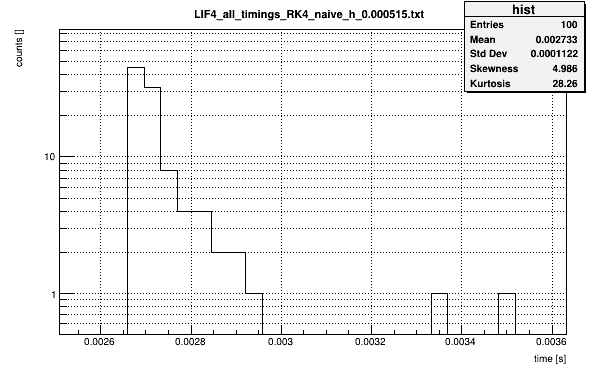 LIF4_all_timings_RK4_naive_h_0.000515.txt
hist
Entries 100
Mean 0.002733
Std Dev 0.0001122
Skewness 4.986
Kurtosis 28.26
counts []
10
1
0.0026 0.0028 0.003 0.0032 0.0034 0.0036
time [s]